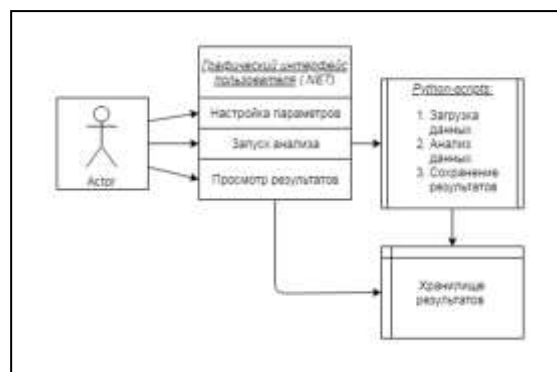 Графический интерфейс
пользователя (.NET)
Настройка параметров
Запуск анализа
Просмотр результатов
Actor
Python-scripts:
1. Загрузка
данных
2. Анализ
данных
3. Сохранение
результатов
Хранилище
результатов